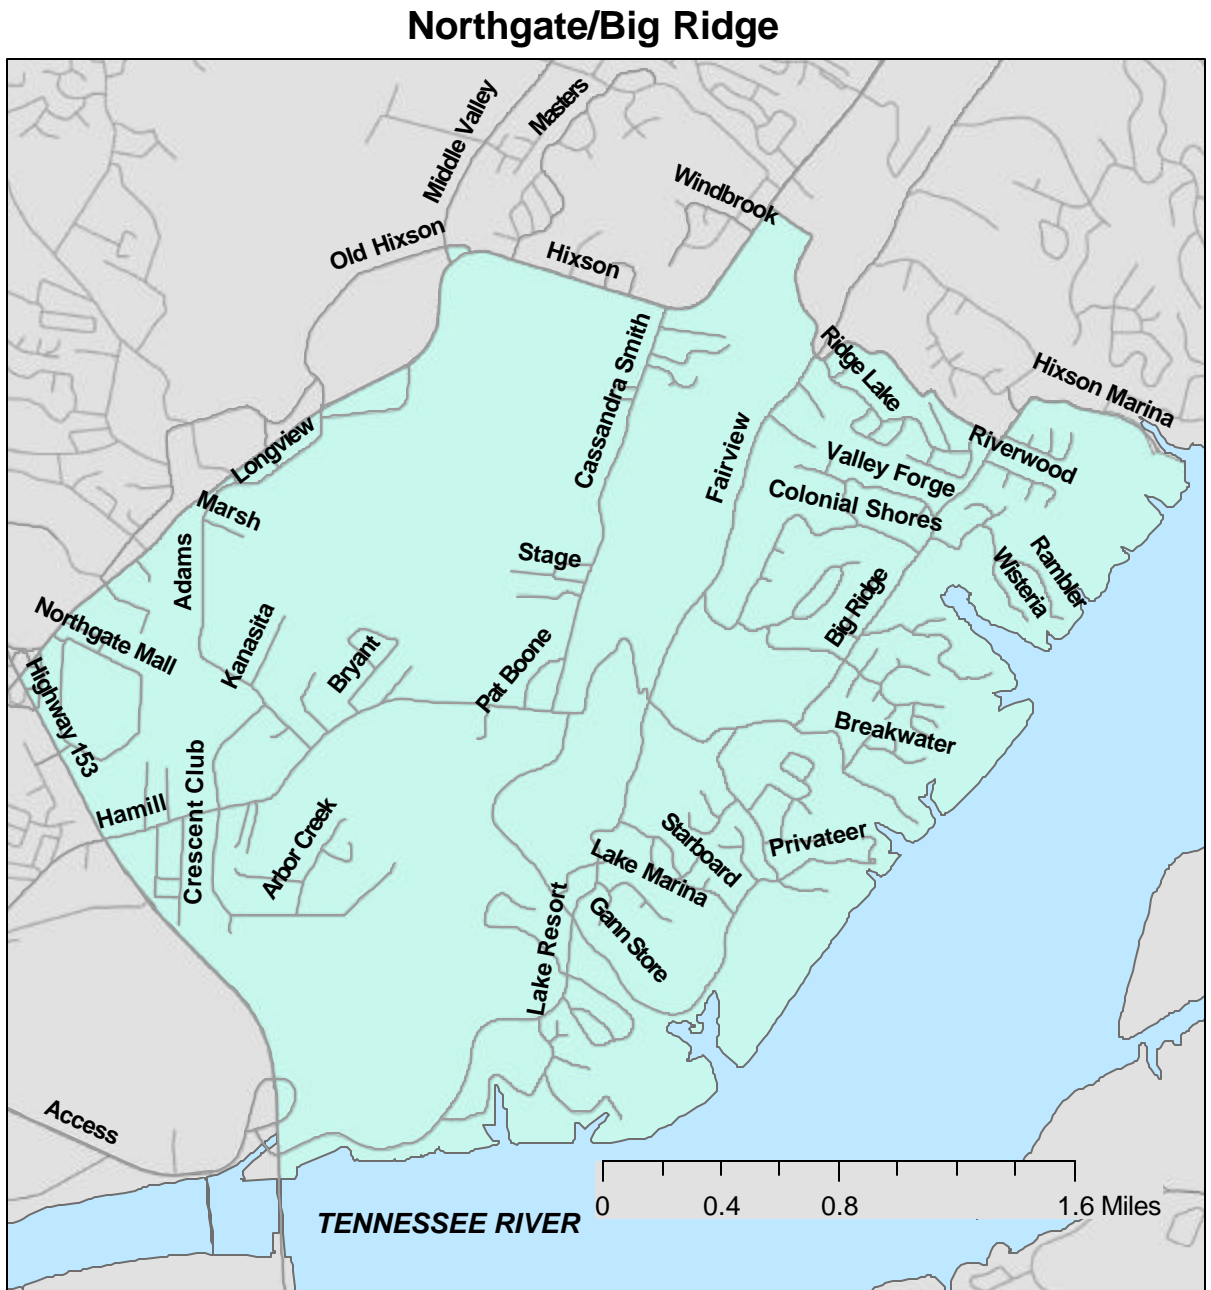 Northgate/Big Ridge
Middle Valley
Masters
Windbrook
Old Hixson
Hixson
Cassandra Smith
Ridge Lake
Hixson Marina
Fairview
Longview
Riverwood
Valley Forge
Colonial Shores
Marsh
Adams
Stage
Rambler
Wisteria
Big Ridge
Northgate Mall
Kanasita
Bryant
Pat Boone
Highway 153
Breakwater
Hamill
Crescent Club
Arbor Creek
Starboard
Privateer
Lake Marina
Gann Store
Lake Resort
Access
TENNESSEE RIVER
0 0.4 0.8 1.6 Miles